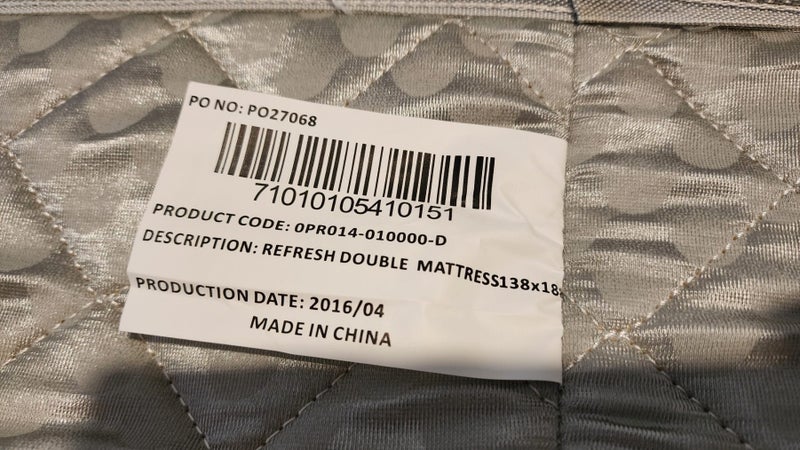 PO NO: PO27068
71010105410151
PRODUCT CODE: 0PR014-010000-D
DESCRIPTION: REFRESH DOUBLE MATTRESS138x18
PRODUCTION DATE: 2016/04
MADE IN CHINA